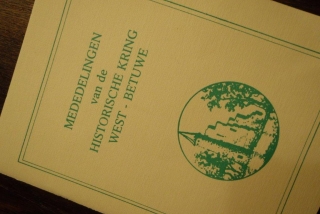 MEDEDELINGEN
van de
HISTORISCHE KRING
WEST - BETUWE